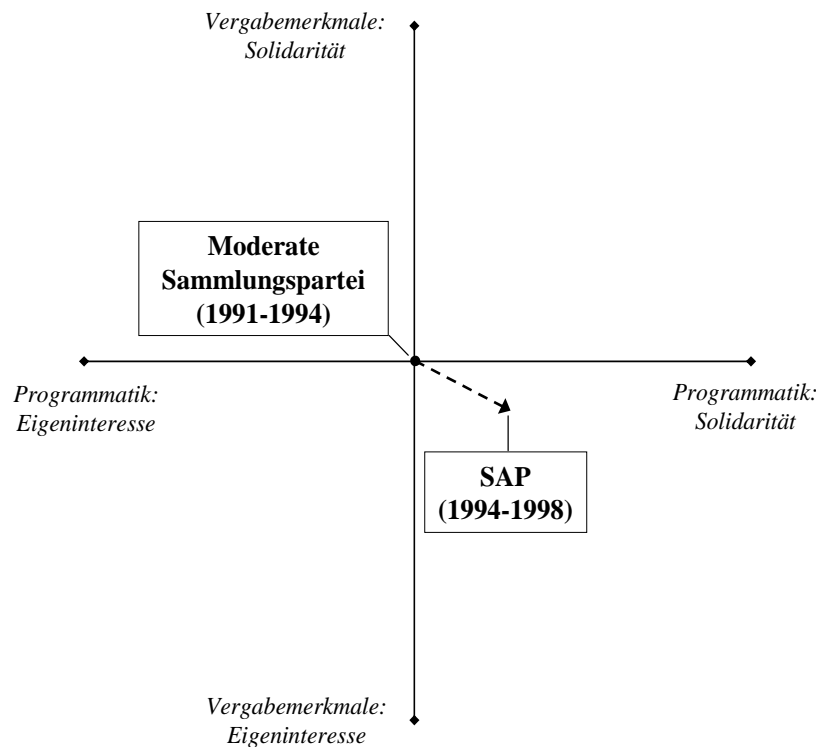 Vergabemerkmale:
Solidarität
Moderate
Sammlungspartei
(1991-1994)
Programmatik:
Eigeninteresse
Programmatik:
Solidarität
SAP
(1994-1998)
Vergabemerkmale:
Eigeninteresse